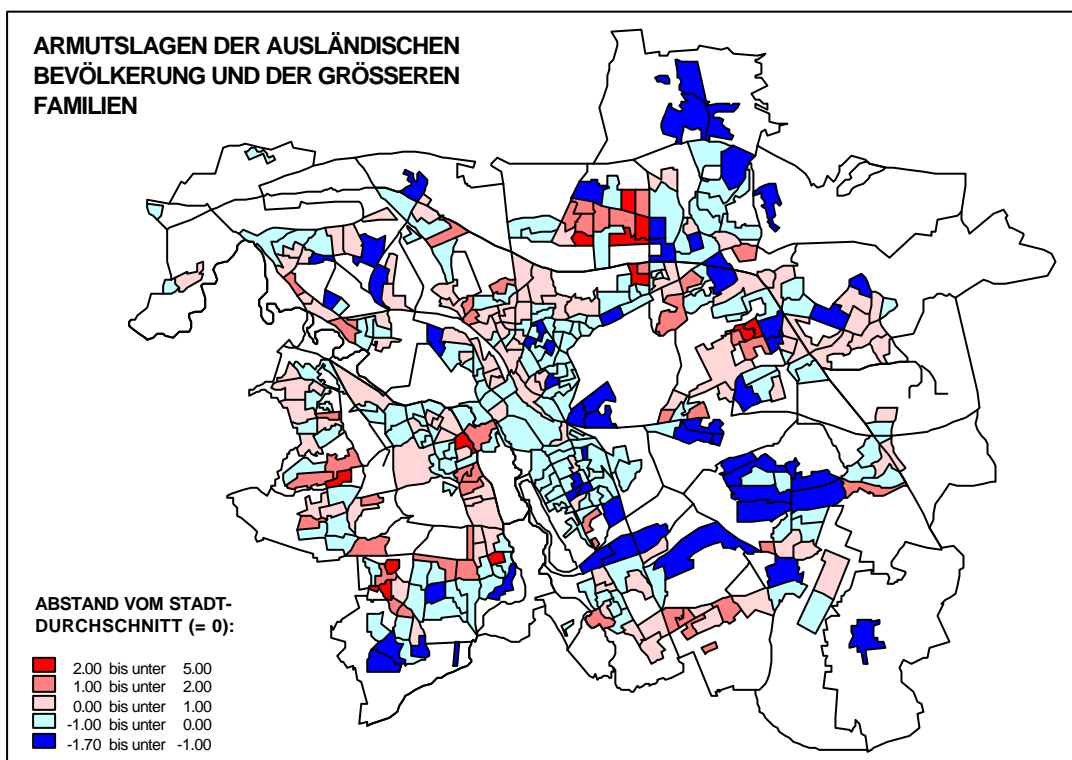 ARMUTSLAGEN DER AUSLÄNDISCHEN
BEVÖLKERUNG UND DER GRÖSSEREN
FAMILIEN
ABSTAND VOM STADT-
DURCHSCHNITT (= 0):
2.00 bis unter 5.00
1.00 bis unter 2.00
0.00 bis unter 1.00
-1.00 bis unter 0.00
-1.70 bis unter -1.00